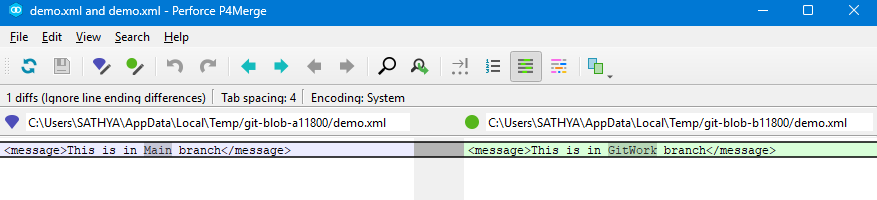 demo.xml and demo.xml - Perforce P4Merge
File Edit View Search Help
1 diffs (Ignore line ending differences) Tab spacing: 4 Encoding: System
C:\Users\SATHYA\AppData\Local\Temp/git-blob-a11800/demo.xml
C:\Users\SATHYA\AppData\Local\Temp/git-blob-b11800/demo.xml
<message>This is in Main branch</message>
<message>This is in GitWork branch</message>